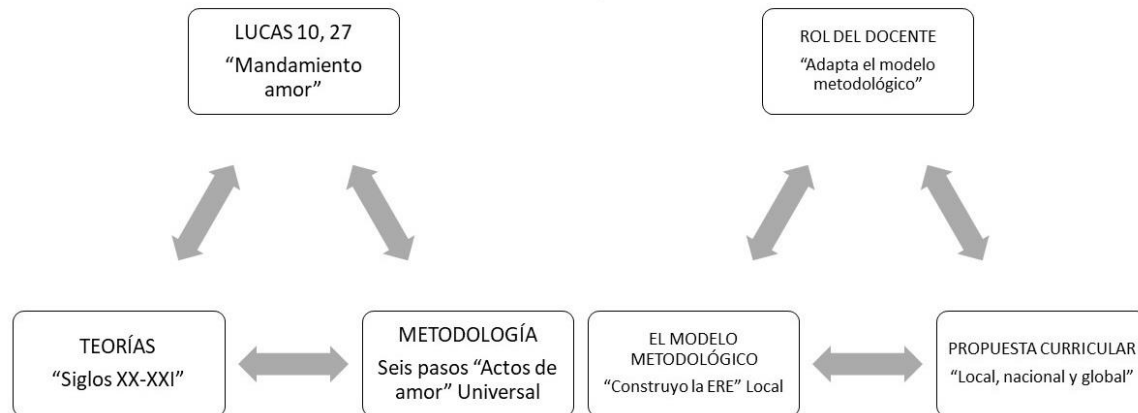 LUCAS 10, 27
“Mandamiento
amor”
ROL DEL DOCENTE
“Adapta el modelo
metodológico”
TEORÍAS
“Siglos XX-XXI”
METODOLOGÍA
Seis pasos “Actos de
amor” Universal
EL MODELO
METODOLÓGICO
“Construyo la ERE” Local
PROPUESTA CURRICULAR
“Local, nacional y global”